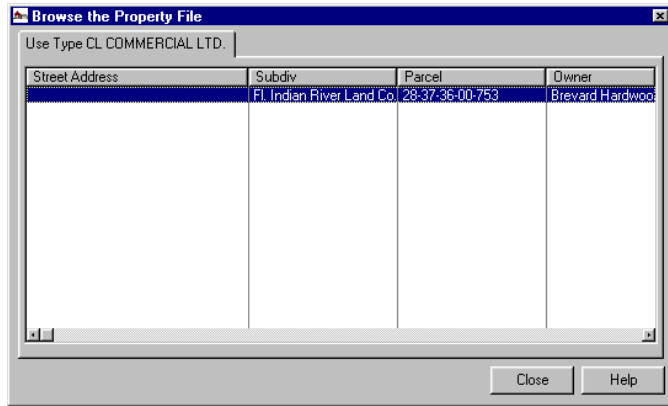 Browse the Property File
Use Type CL COMMERCIAL LTD.
Street Address Subdiv Parcel Owner
Fl. Indian River Land Co. 28-37-36-00-753 Brevard Hardwoo
Close Help